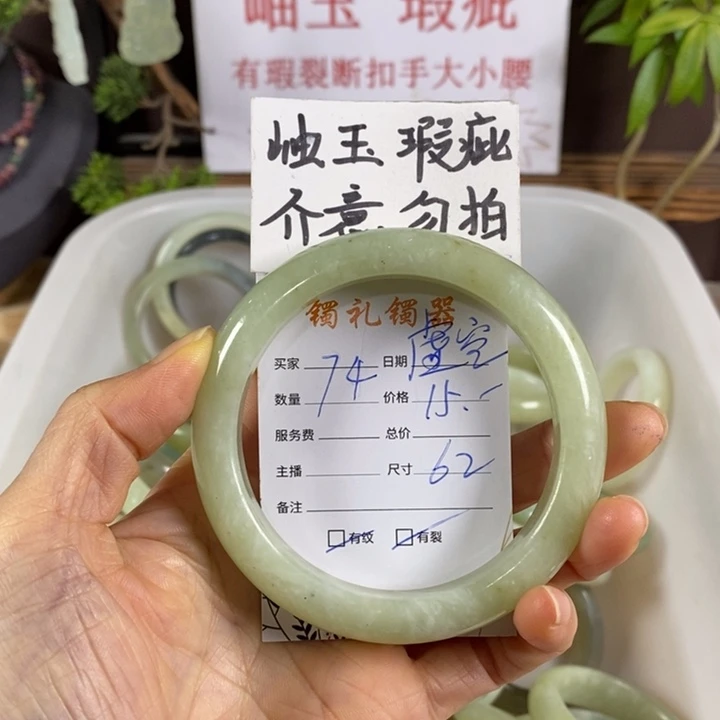 岫玉 瑕疵
有瑕裂断扣手大小腰
岫玉 瑕疵
介意 勿拍
镯礼镯器
买家 74 日期 虚空
数量 价格 15.-
服务费 总价
主播 尺寸 62
备注
有纹 有裂